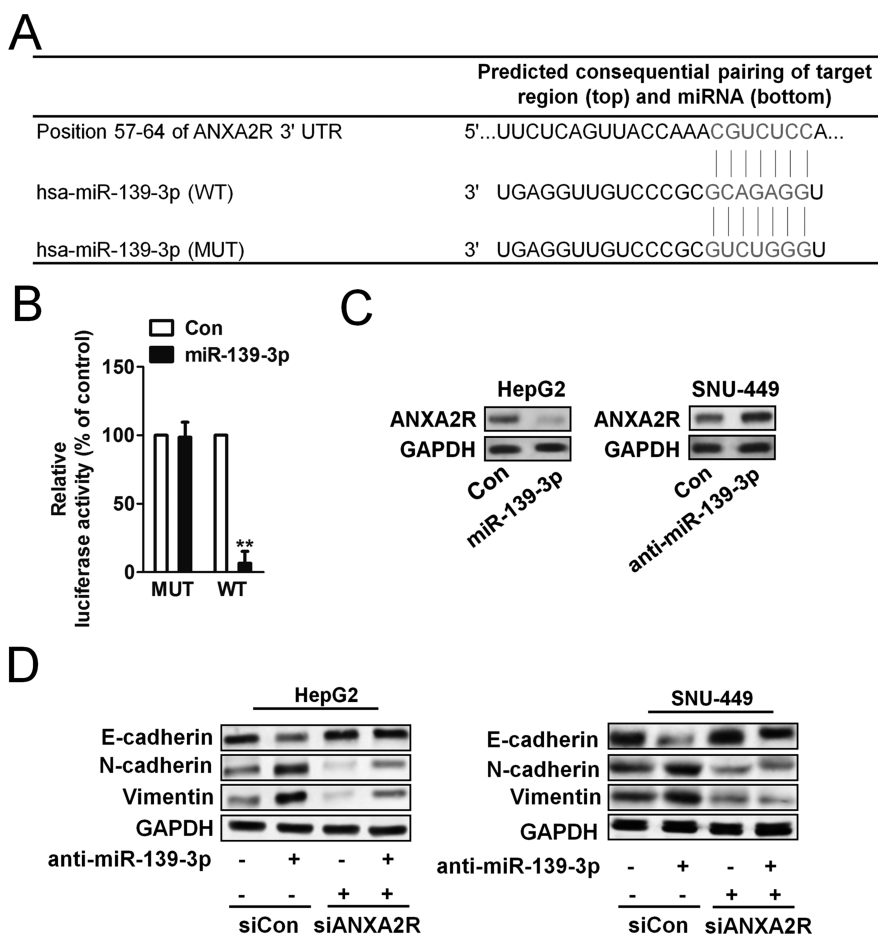 A
Predicted consequential pairing of target
region (top) and miRNA (bottom)
Position 57-64 of ANXA2R 3' UTR 5'...UUCUCAGUUACCAAACGUCUCCA...
hsa-miR-139-3p (WT) 3' UGAGGUUGUCCCGCGCAGAGGU
hsa-miR-139-3p (MUT) 3' UGAGGUUGUCCCGCGUCUGGGU
B
Con
miR-139-3p
Relative
luciferase activity (% of control)
150
100
50
0
**
MUT WT
C
HepG2 SNU-449
ANXA2R ANXA2R
GAPDH GAPDH
Con miR-139-3p Con anti-miR-139-3p
D
HepG2
E-cadherin
N-cadherin
Vimentin
GAPDH
anti-miR-139-3p - + - +
- - + +
siCon siANXA2R
SNU-449
E-cadherin
N-cadherin
Vimentin
GAPDH
anti-miR-139-3p - + - +
- - + +
siCon siANXA2R